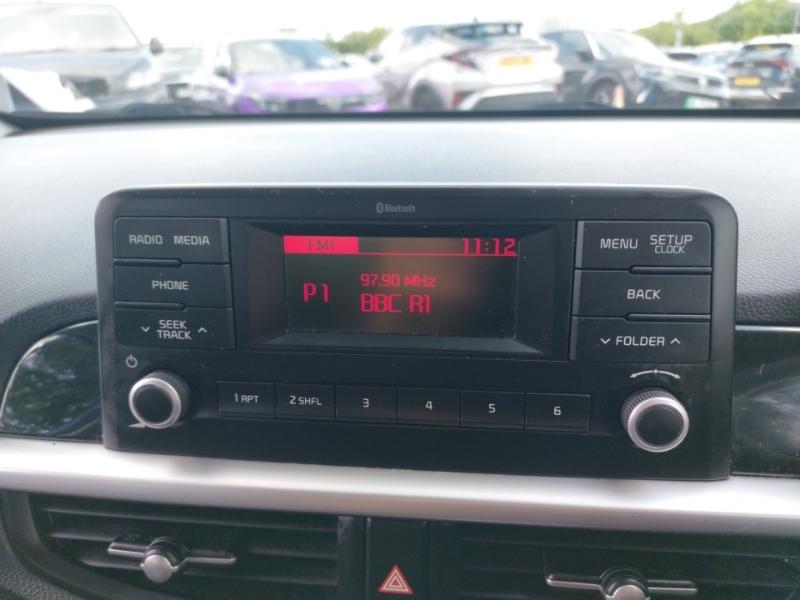 Bluetooth
RADIO MEDIA
PHONE
SEEK
TRACK
FM1 11:12
P1 97.90 MHz
BBC R1
MENU SETUP
CLOCK
BACK
FOLDER
1 RPT 2 SHFL 3 4 5 6